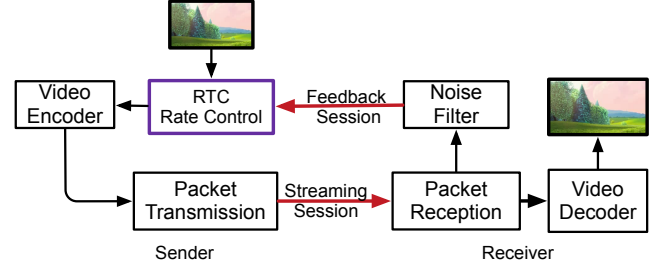 Video
Encoder
RTC
Rate Control
Feedback
Session
Noise
Filter
Packet
Transmission
Streaming
Session
Packet
Reception
Video
Decoder
Sender
Receiver